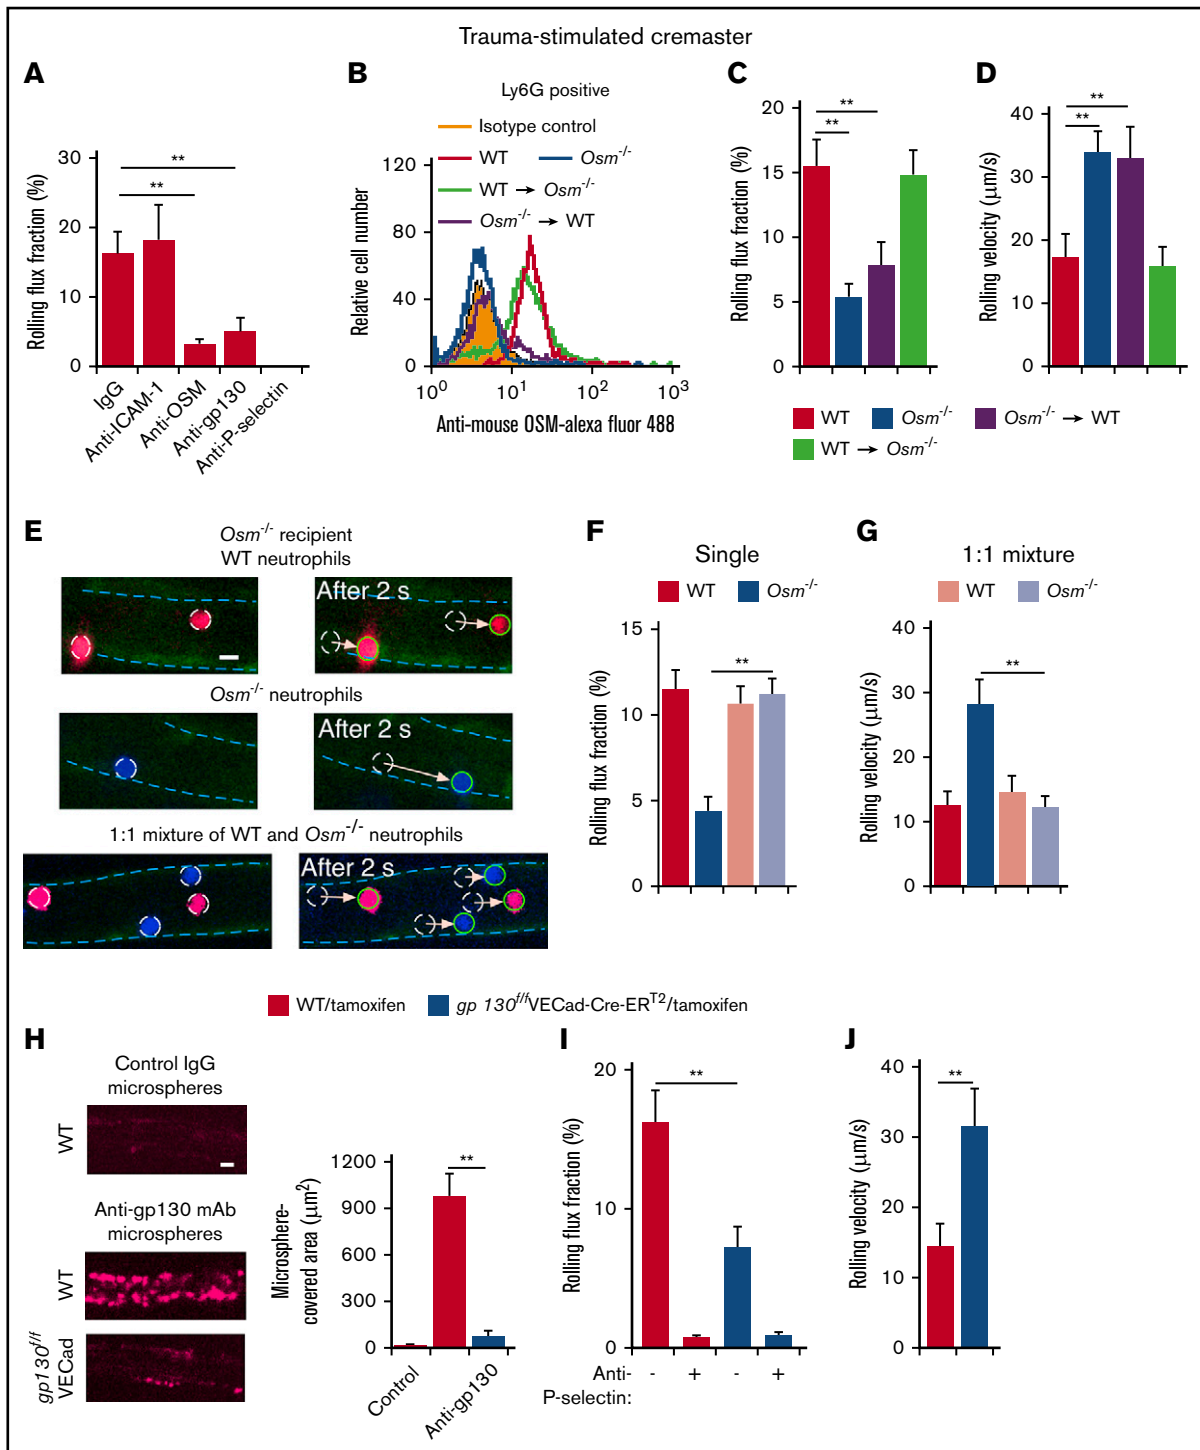 Trauma-stimulated cremaster
A
Rolling flux fraction (%)
30
20
10
0
**
**
IgG
Anti-ICAM-1
Anti-OSM
Anti-gp130
Anti-P-selectin
B
Ly6G positive
Isotype control
WT
Osm-/-
WT → Osm-/-
Osm-/- → WT
Relative cell number
120
80
40
0
10^0
10^1
10^2
10^3
Anti-mouse OSM-alexa fluor 488
C
Rolling flux fraction (%)
20
15
10
5
0
**
**
D
Rolling velocity (μm/s)
40
30
20
10
0
**
**
WT
Osm-/-
Osm-/- → WT
WT → Osm-/-
E
Osm-/- recipient
WT neutrophils
After 2 s
Osm-/- neutrophils
After 2 s
1:1 mixture of WT and Osm-/- neutrophils
After 2 s
F
Single
WT
Osm-/-
Rolling flux fraction (%)
15
10
5
0
**
G
1:1 mixture
WT
Osm-/-
Rolling velocity (μm/s)
40
30
20
10
0
**
WT/tamoxifen
gp 130f/fVECad-Cre-ERT2/tamoxifen
H
Control IgG
microspheres
WT
Anti-gp130 mAb
microspheres
WT
gp130f/f
VECad
Microsphere-
covered area (μm2)
1200
900
600
300
0
**
Control
Anti-gp130
I
Rolling flux fraction (%)
20
10
0
**
Anti-
P-selectin:
- + - +
J
Rolling velocity (μm/s)
40
30
20
10
0
**